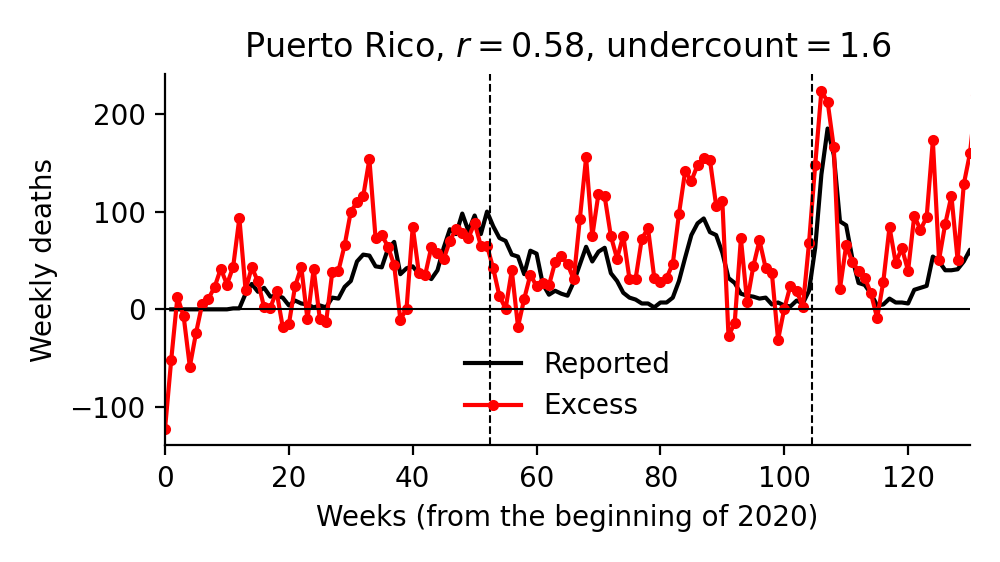 Puerto Rico, r = 0.58, undercount = 1.6
Weekly deaths
200
100
0
−100
Reported
Excess
0 20 40 60 80 100 120
Weeks (from the beginning of 2020)